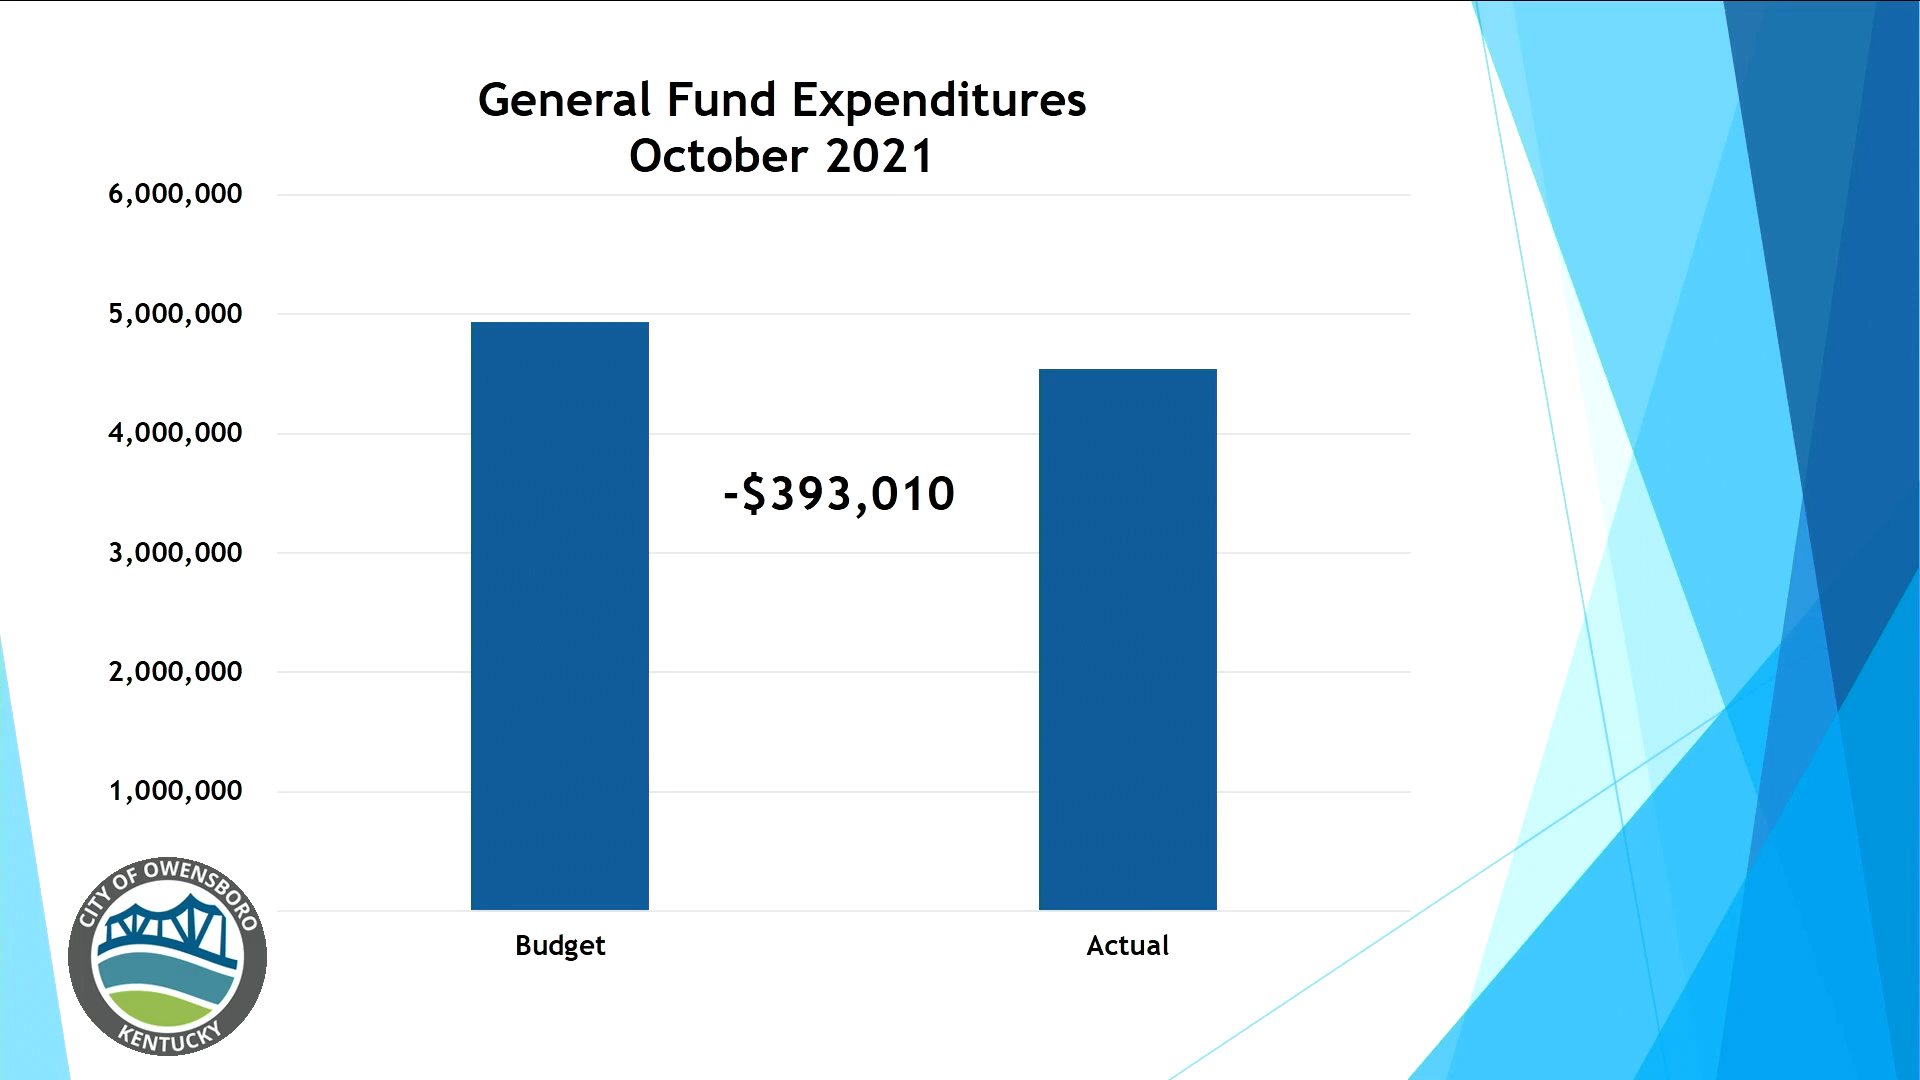 General Fund Expenditures
October 2021
6,000,000
5,000,000
4,000,000
-$393,010
3,000,000
2,000,000
1,000,000
Budget
Actual
CITY OF OWENSBORO
KENTUCKY